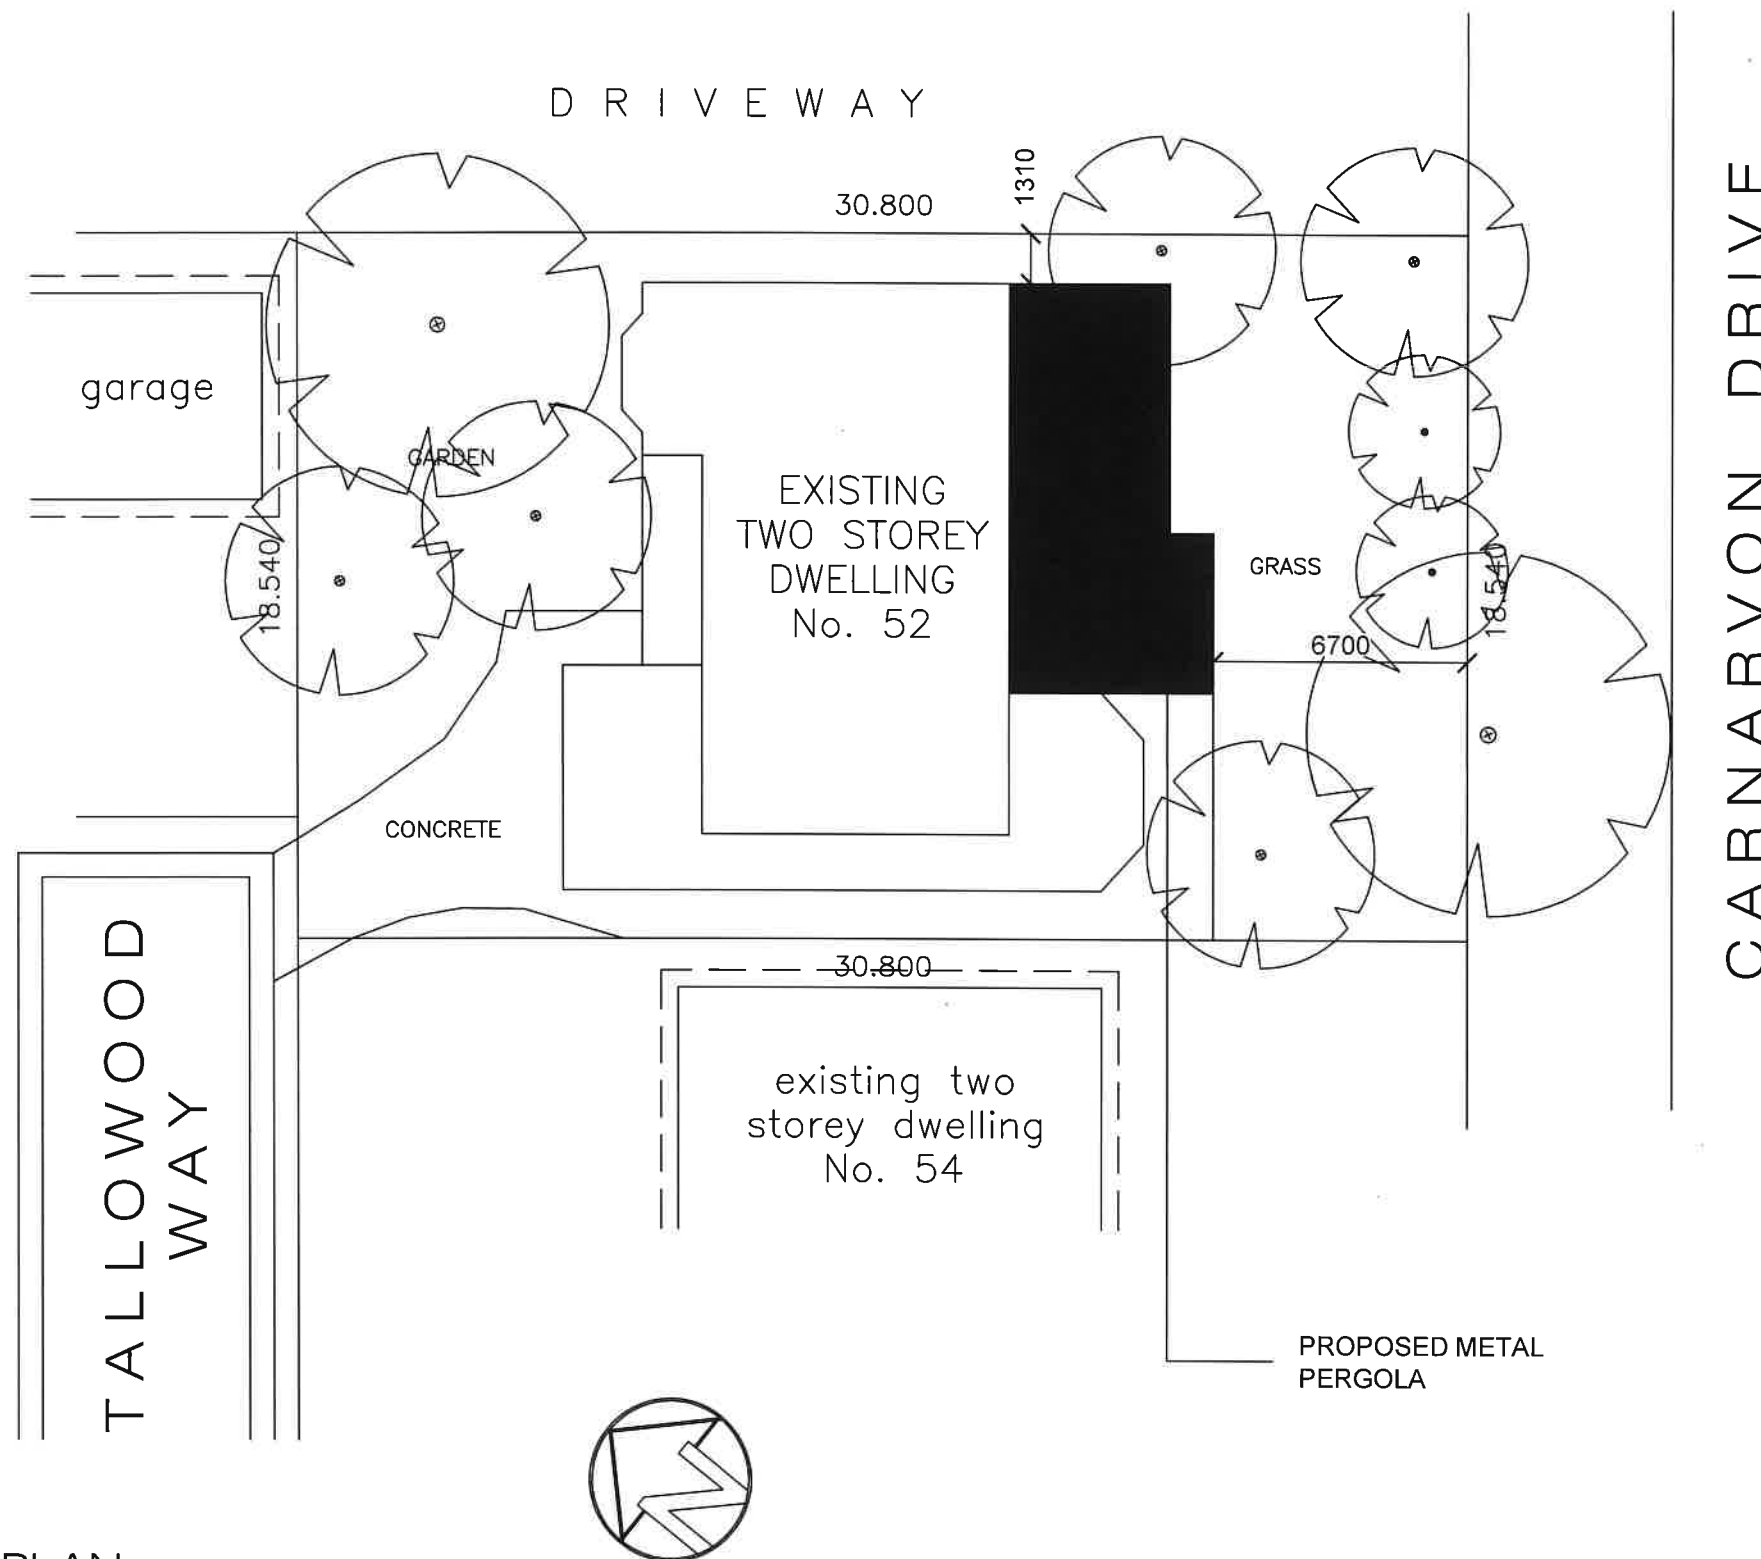 DRIVEWAY
1310
30.800
garage
GARDEN
EXISTING
TWO STOREY
DWELLING
No. 52
GRASS
18.540
18.540
6700
CARNARVON DRIVE
CONCRETE
30.800
TALLOWOOD
WAY
existing two
storey dwelling
No. 54
PROPOSED METAL
PERGOLA
PLAN